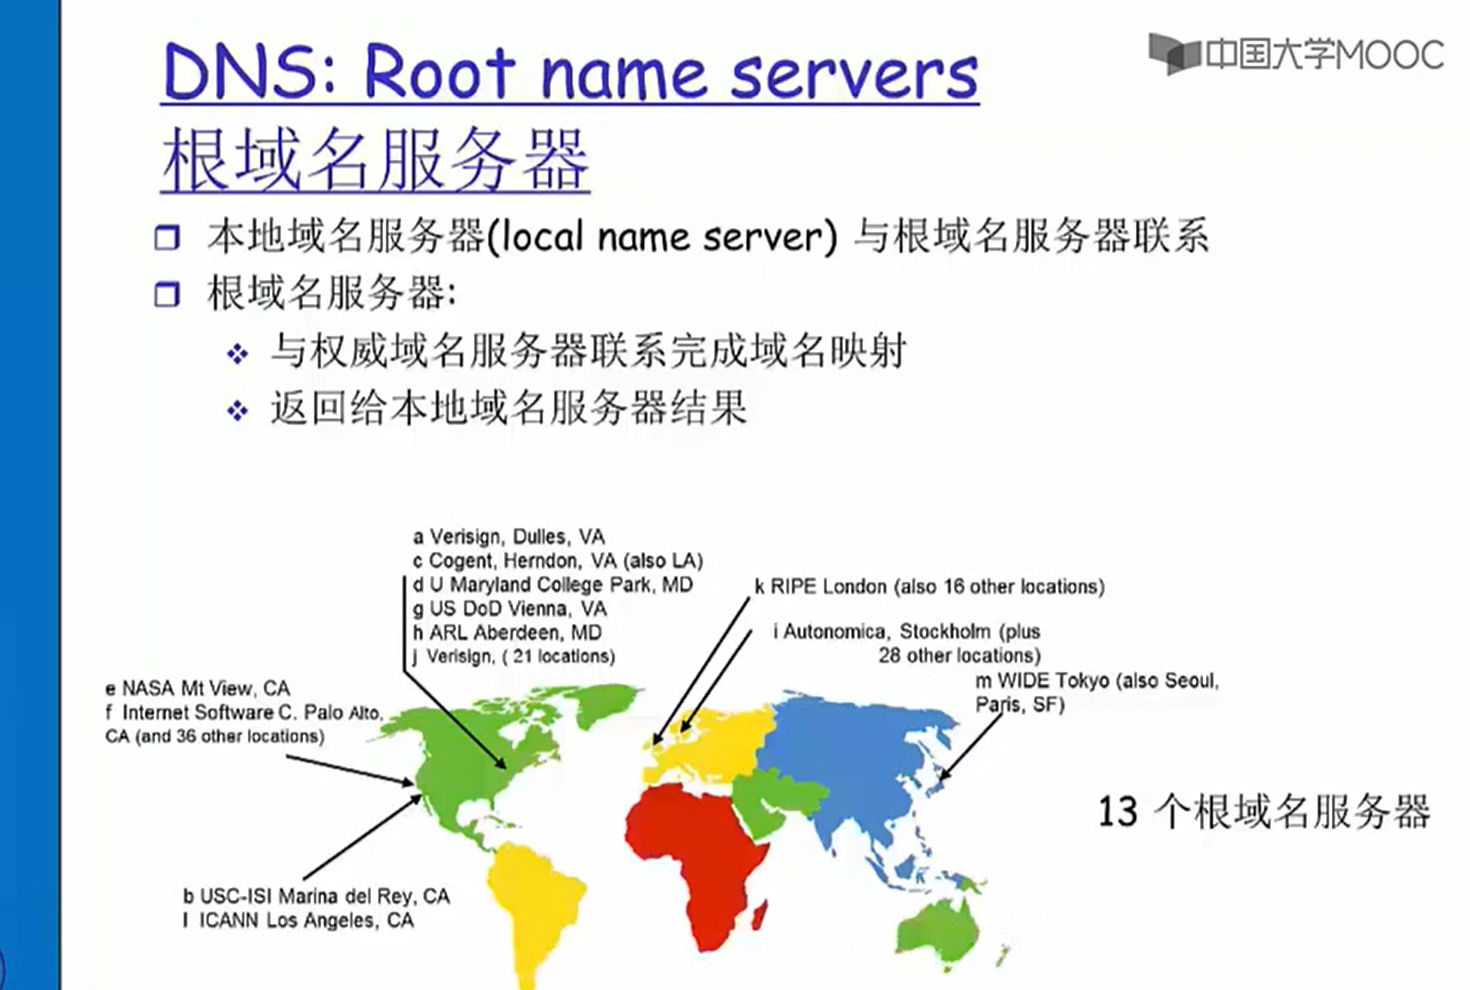 中国大学MOOC
DNS: Root name servers
根域名服务器
本地域名服务器(local name server) 与根域名服务器联系
根域名服务器:
与权威域名服务器联系完成域名映射
返回给本地域名服务器结果
a Verisign, Dulles, VA
c Cogent, Herndon, VA (also LA)
d U Maryland College Park, MD
g US DoD Vienna, VA
h ARL Aberdeen, MD
j Verisign, ( 21 locations)
k RIPE London (also 16 other locations)
i Autonomica, Stockholm (plus
28 other locations)
m WIDE Tokyo (also Seoul,
Paris, SF)
e NASA Mt View, CA
f Internet Software C. Palo Alto,
CA (and 36 other locations)
13 个根域名服务器
b USC-ISI Marina del Rey, CA
l ICANN Los Angeles, CA